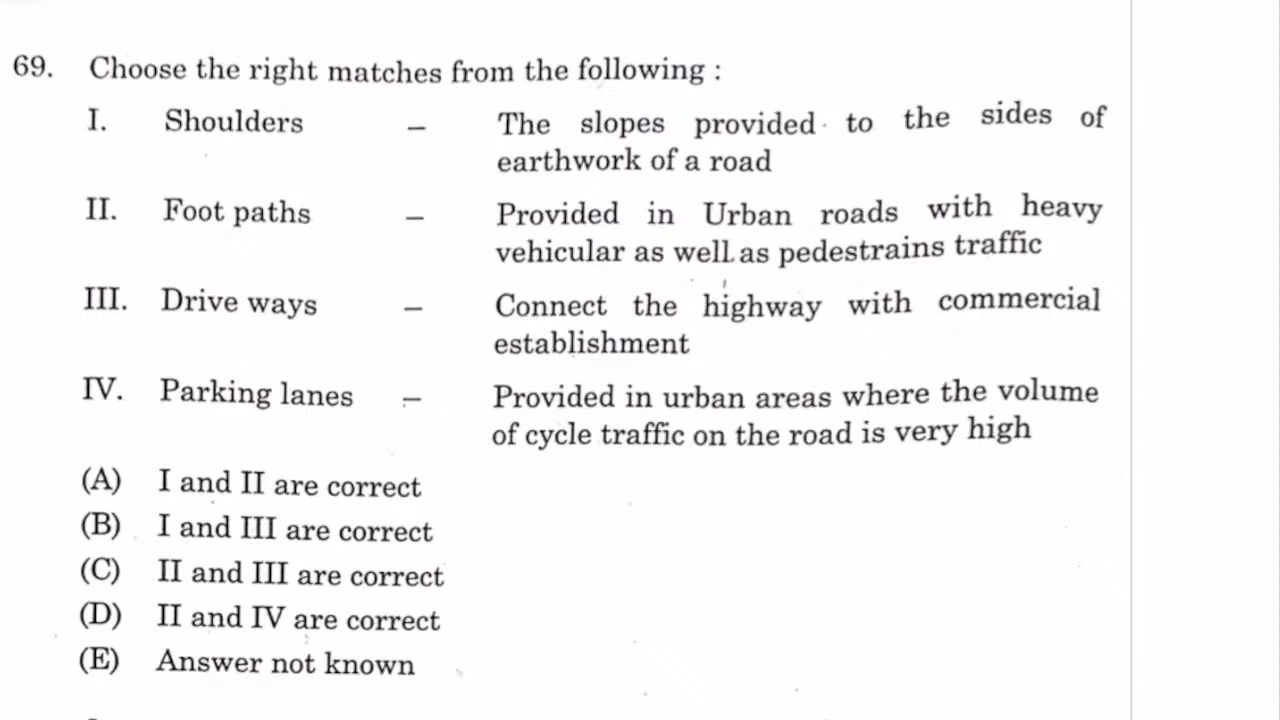 69. Choose the right matches from the following :
I. Shoulders – The slopes provided to the sides of
earthwork of a road
II. Foot paths – Provided in Urban roads with heavy
vehicular as well as pedestrains traffic
III. Drive ways – Connect the highway with commercial
establishment
IV. Parking lanes – Provided in urban areas where the volume
of cycle traffic on the road is very high
(A) I and II are correct
(B) I and III are correct
(C) II and III are correct
(D) II and IV are correct
(E) Answer not known